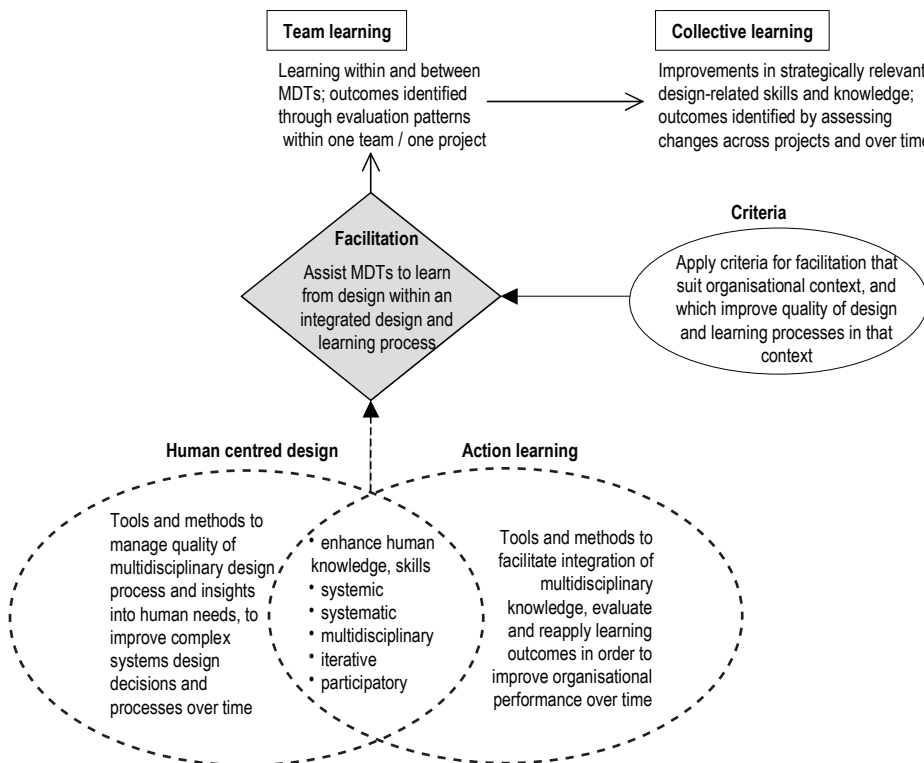 Team learning
Learning within and between
MDTs; outcomes identified
through evaluation patterns
within one team / one project
Collective learning
Improvements in strategically relevant
design-related skills and knowledge;
outcomes identified by assessing
changes across projects and over time
Facilitation
Assist MDTs to learn
from design within an
integrated design and
learning process
Criteria
Apply criteria for facilitation that
suit organisational context, and
which improve quality of design
and learning processes in that
context
Human centred design
Tools and methods to
manage quality of
multidisciplinary design
process and insights
into human needs, to
improve complex
systems design
decisions and
processes over time
• enhance human
knowledge, skills
• systemic
• systematic
• multidisciplinary
• iterative
• participatory
Action learning
Tools and methods to
facilitate integration of
multidisciplinary
knowledge, evaluate
and reapply learning
outcomes in order to
improve organisational
performance over time